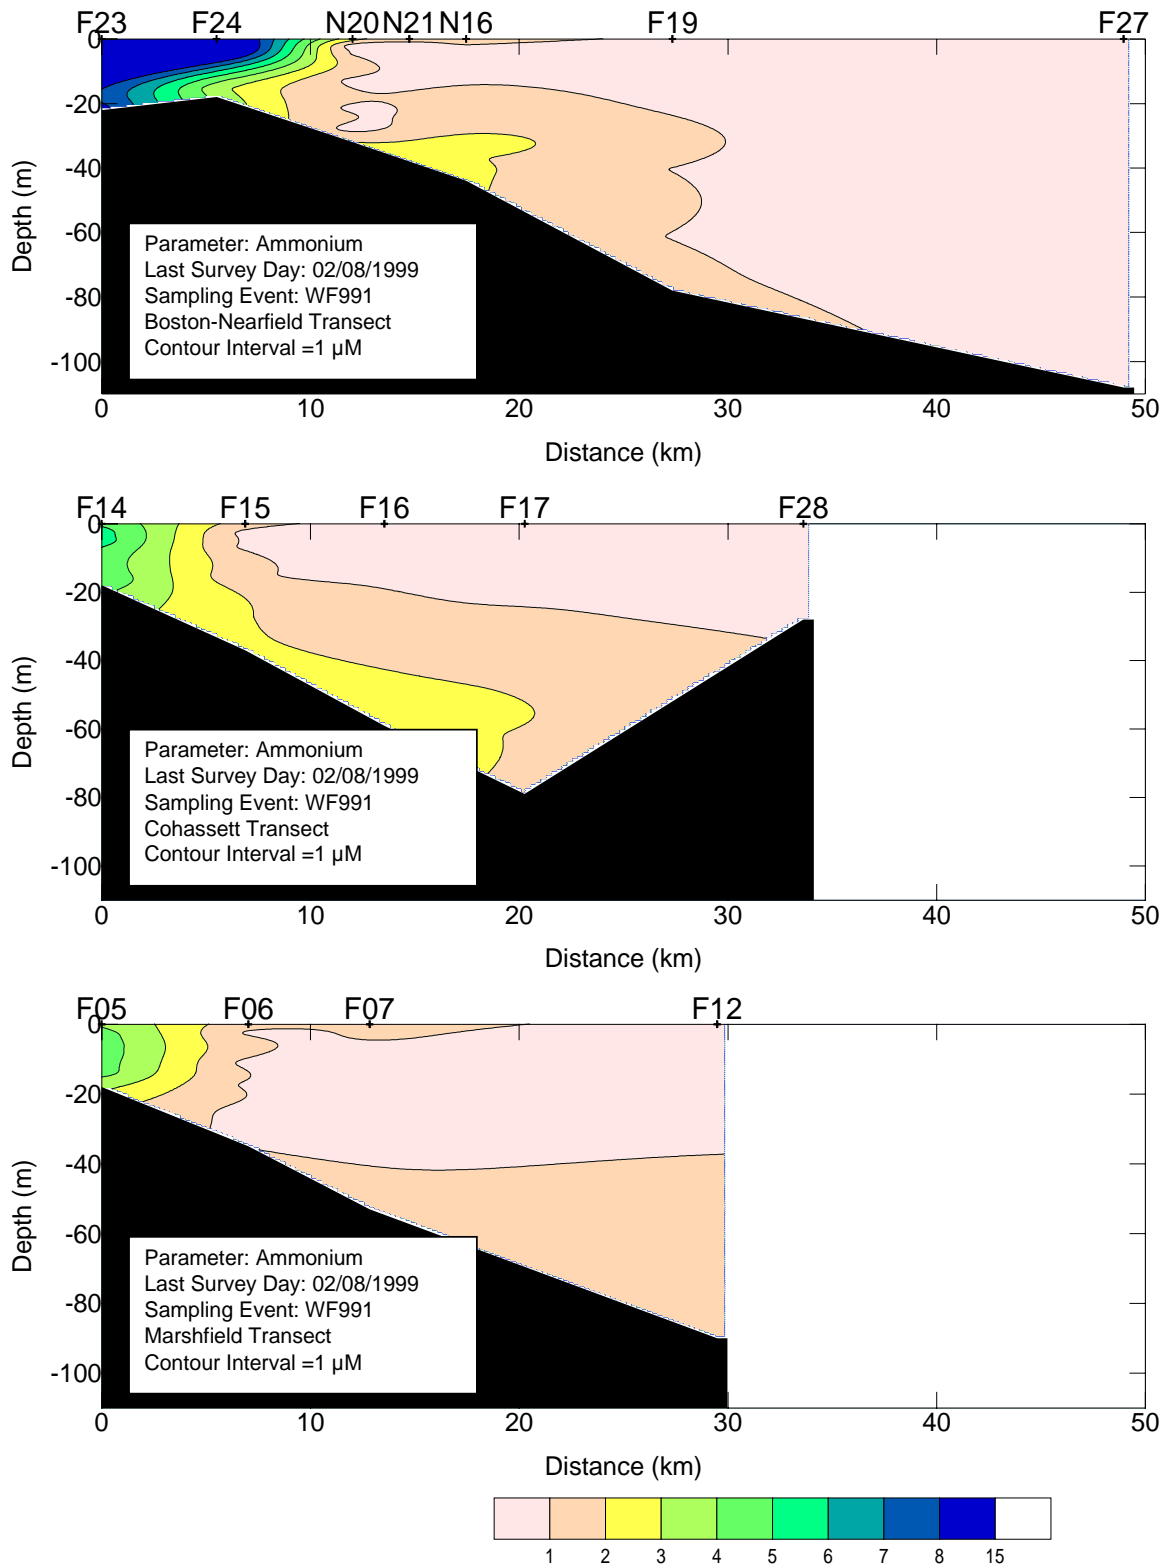 F23 F24 N20 N21 N16 F19 F27
0
-20
-40
-60
-80
-100
Depth (m)
Parameter: Ammonium
Last Survey Day: 02/08/1999
Sampling Event: WF991
Boston-Nearfield Transect
Contour Interval =1 µM
0 10 20 30 40 50
Distance (km)
F14 F15 F16 F17 F28
0
-20
-40
-60
-80
-100
Depth (m)
Parameter: Ammonium
Last Survey Day: 02/08/1999
Sampling Event: WF991
Cohassett Transect
Contour Interval =1 µM
0 10 20 30 40 50
Distance (km)
F05 F06 F07 F12
0
-20
-40
-60
-80
-100
Depth (m)
Parameter: Ammonium
Last Survey Day: 02/08/1999
Sampling Event: WF991
Marshfield Transect
Contour Interval =1 µM
0 10 20 30 40 50
Distance (km)
1 2 3 4 5 6 7 8 15